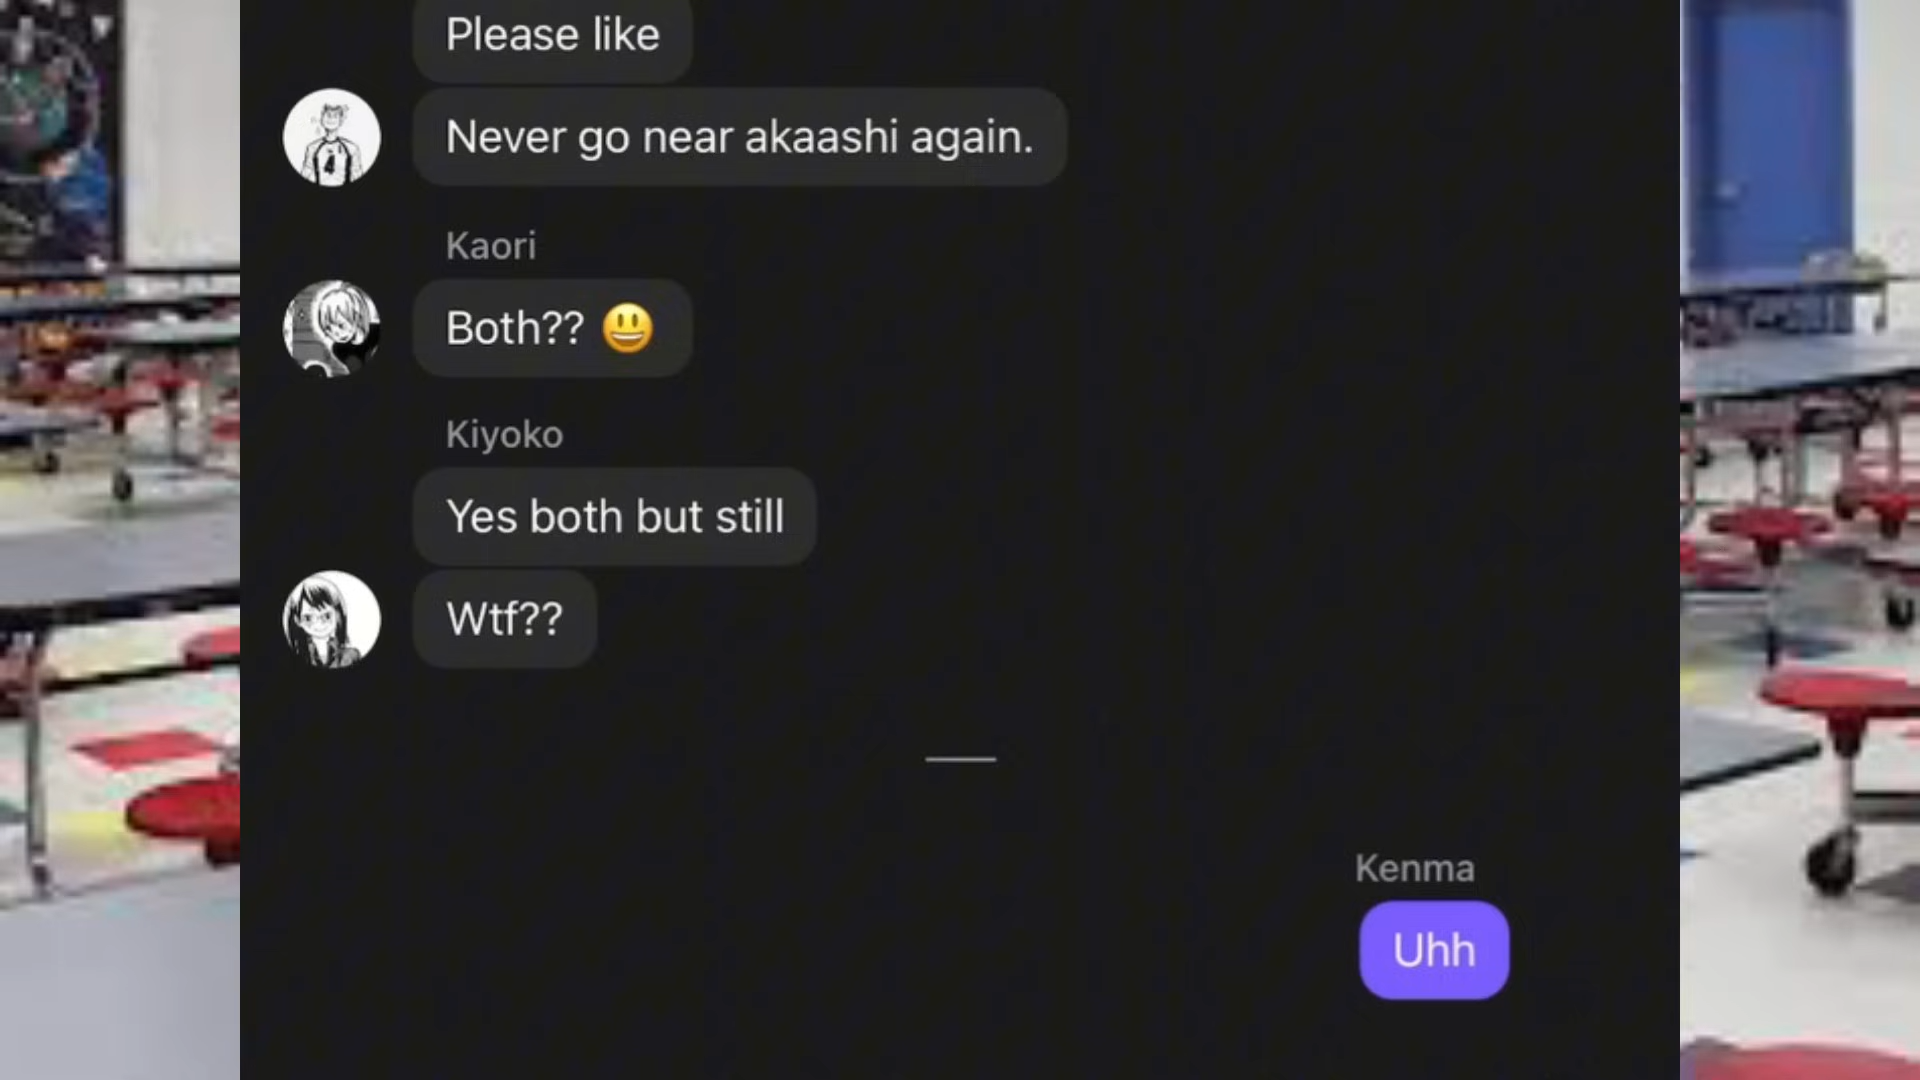 Please like
Never go near akaashi again.
Kaori
Both?? 😃
Kiyoko
Yes both but still
Wtf??
Kenma
Uhh